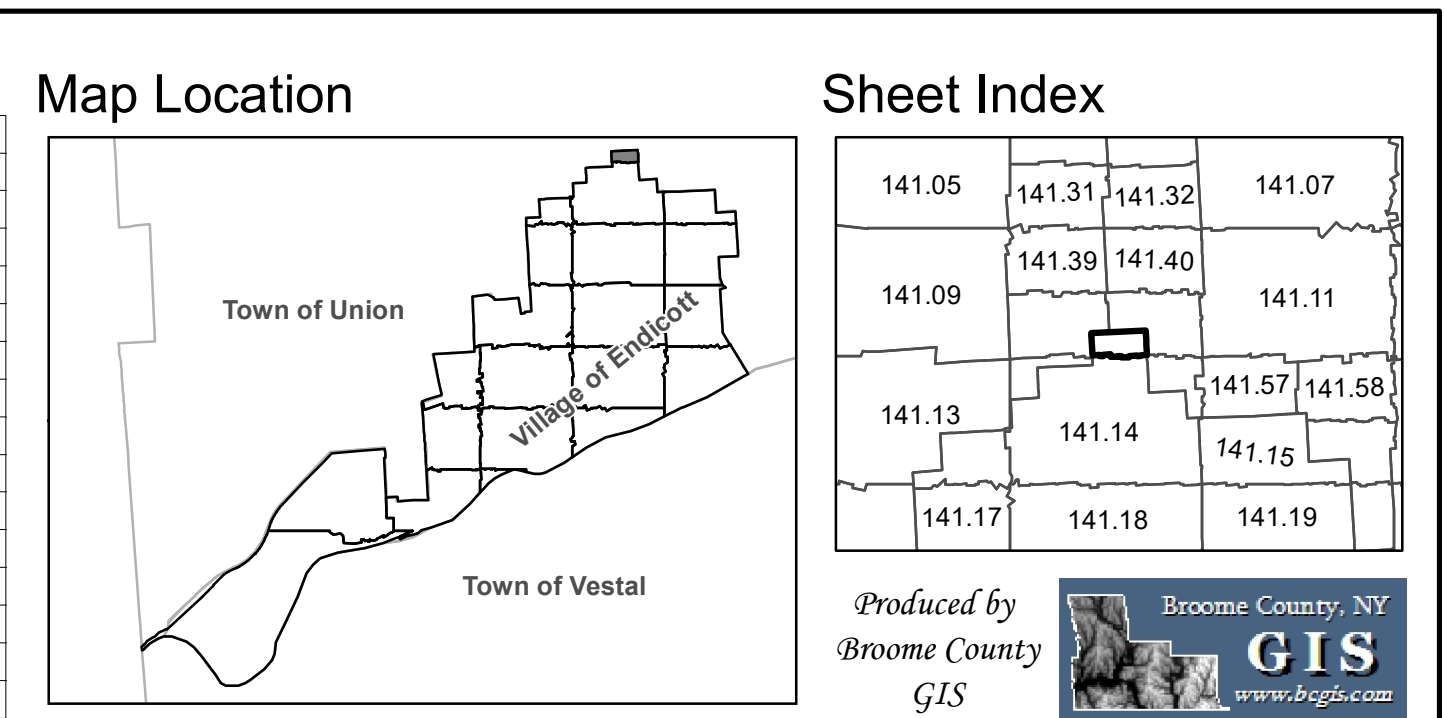 Map Location
Sheet Index
Town of Union
Village of Endicott
Town of Vestal
141.05
141.31
141.32
141.07
141.39
141.40
141.09
141.11
141.57
141.58
141.13
141.14
141.15
141.17
141.18
141.19
Produced by
Broome County
GIS
Broome County, NY
GIS
www.bcgis.com